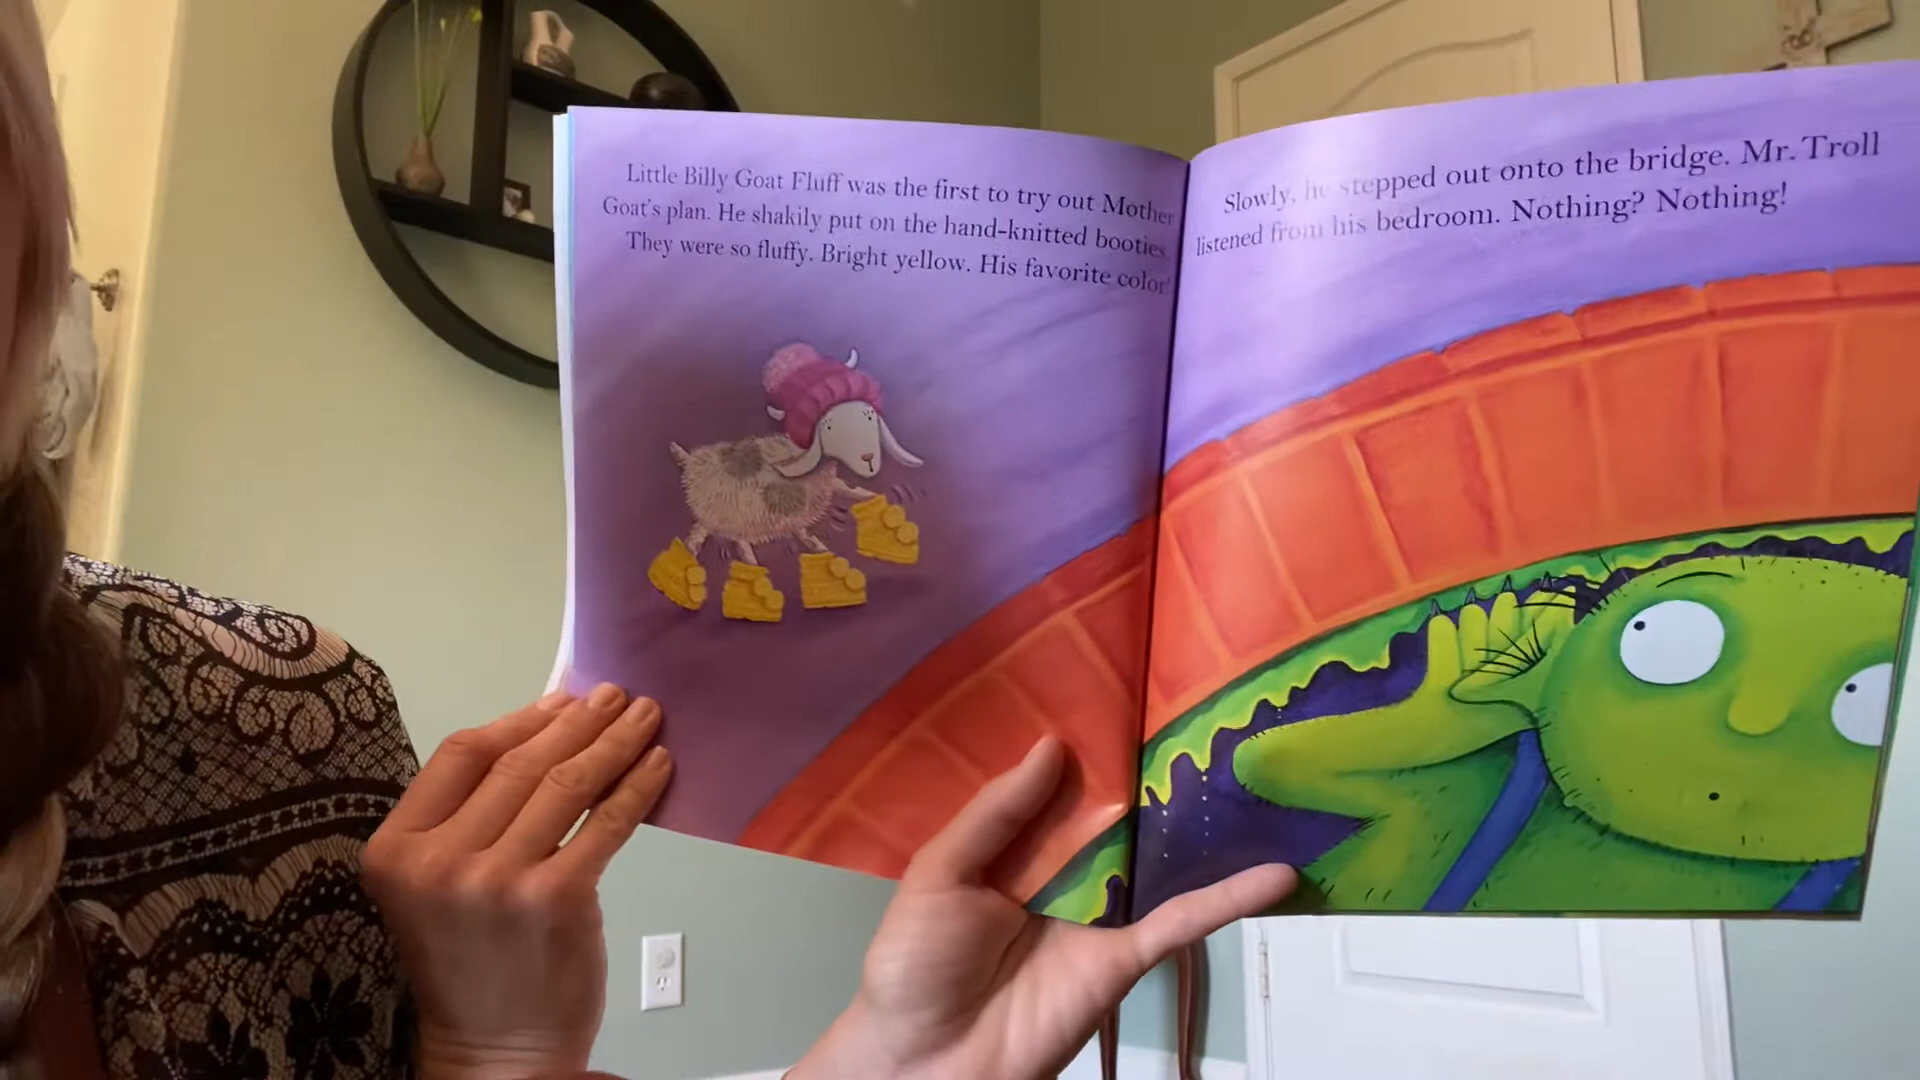 Little Billy Goat Fluff was the first to try out Mother
Goat's plan. He shakily put on the hand-knitted booties.
They were so fluffy. Bright yellow. His favorite color!
Slowly, he stepped out onto the bridge. Mr. Troll
listened from his bedroom. Nothing? Nothing!